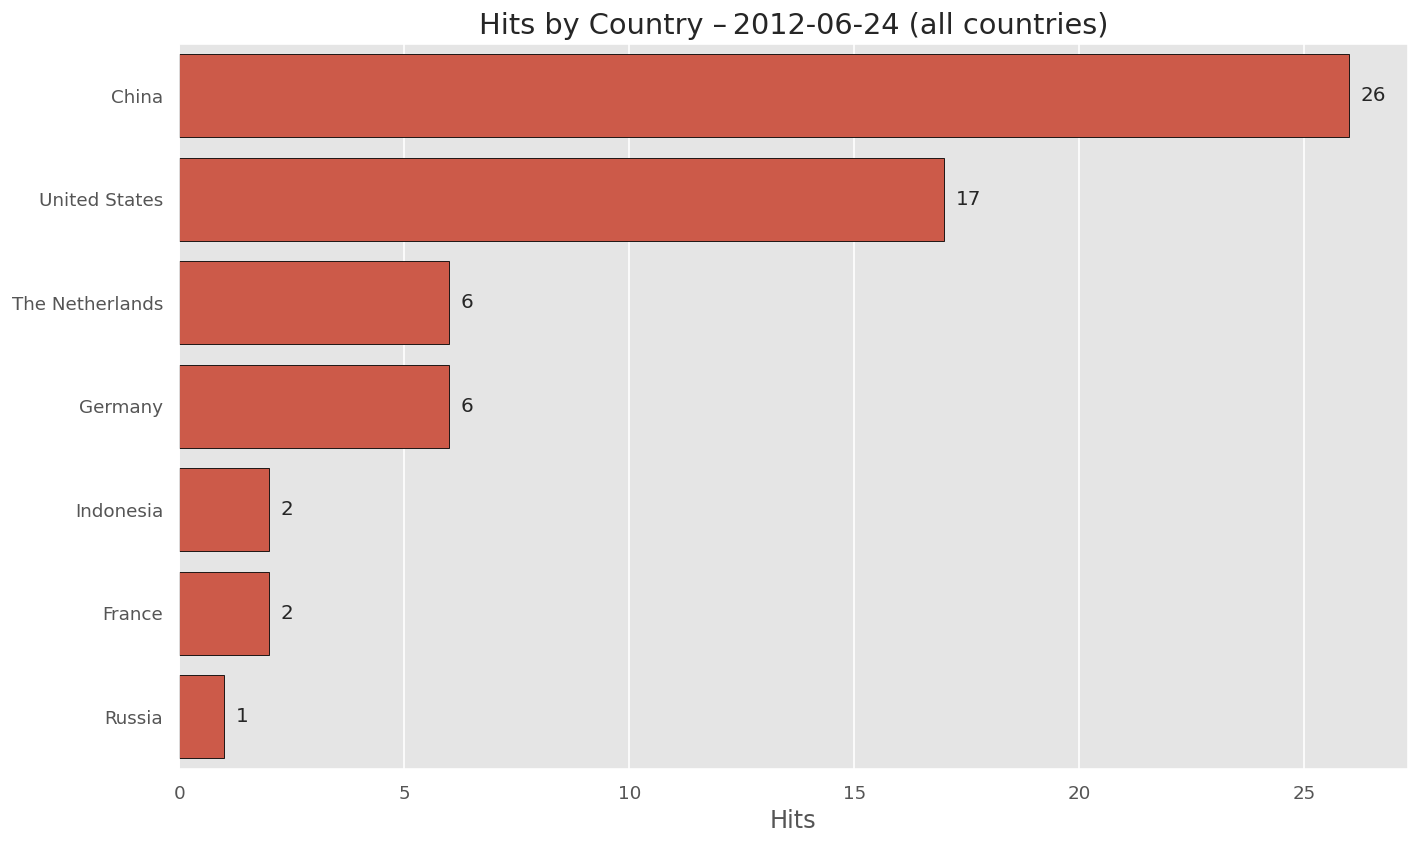 Hits by Country – 2012-06-24 (all countries)
China
26
United States
17
The Netherlands
6
Germany
6
Indonesia
2
France
2
Russia
1
0 5 10 15 20 25
Hits